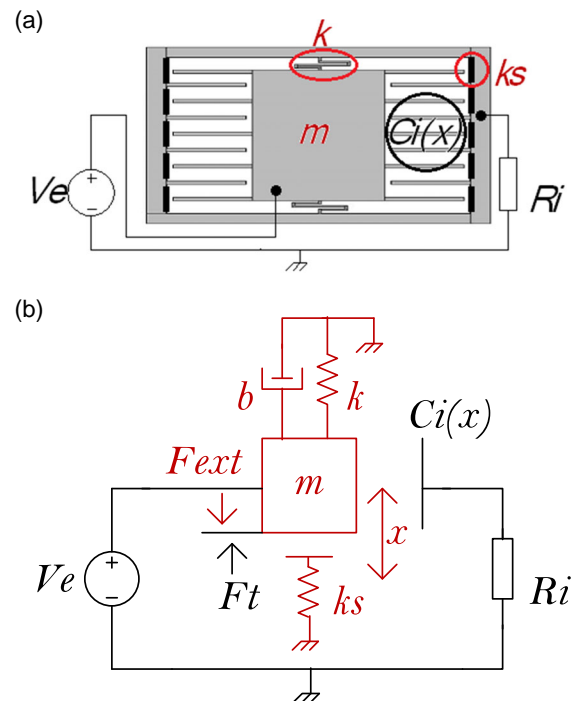 (a)
k
ks
m
Ci(x)
+
Ve
−
Ri
(b)
b
k
Ci(x)
Fext
m
x
+
Ve
−
Ft
ks
Ri